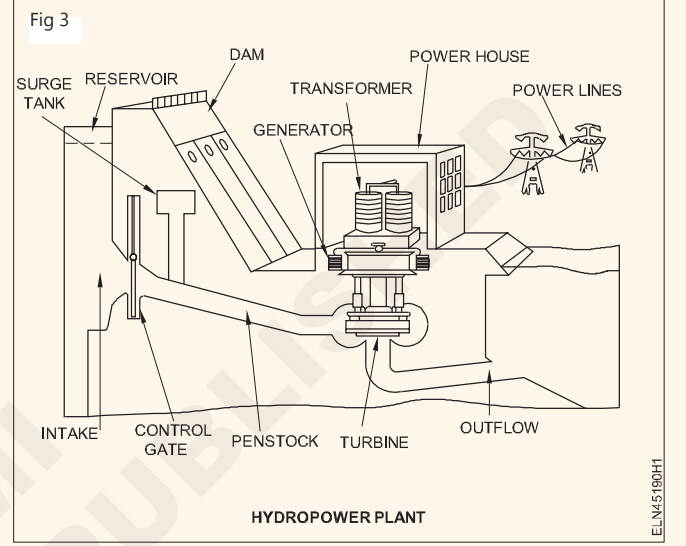 Fig 3
DAM
POWER HOUSE
SURGE
TANK
RESERVOIR
TRANSFORMER
POWER LINES
GENERATOR
INTAKE
CONTROL
GATE
PENSTOCK
TURBINE
OUTFLOW
HYDROPOWER PLANT
ELN45190H1
PUBLISHED